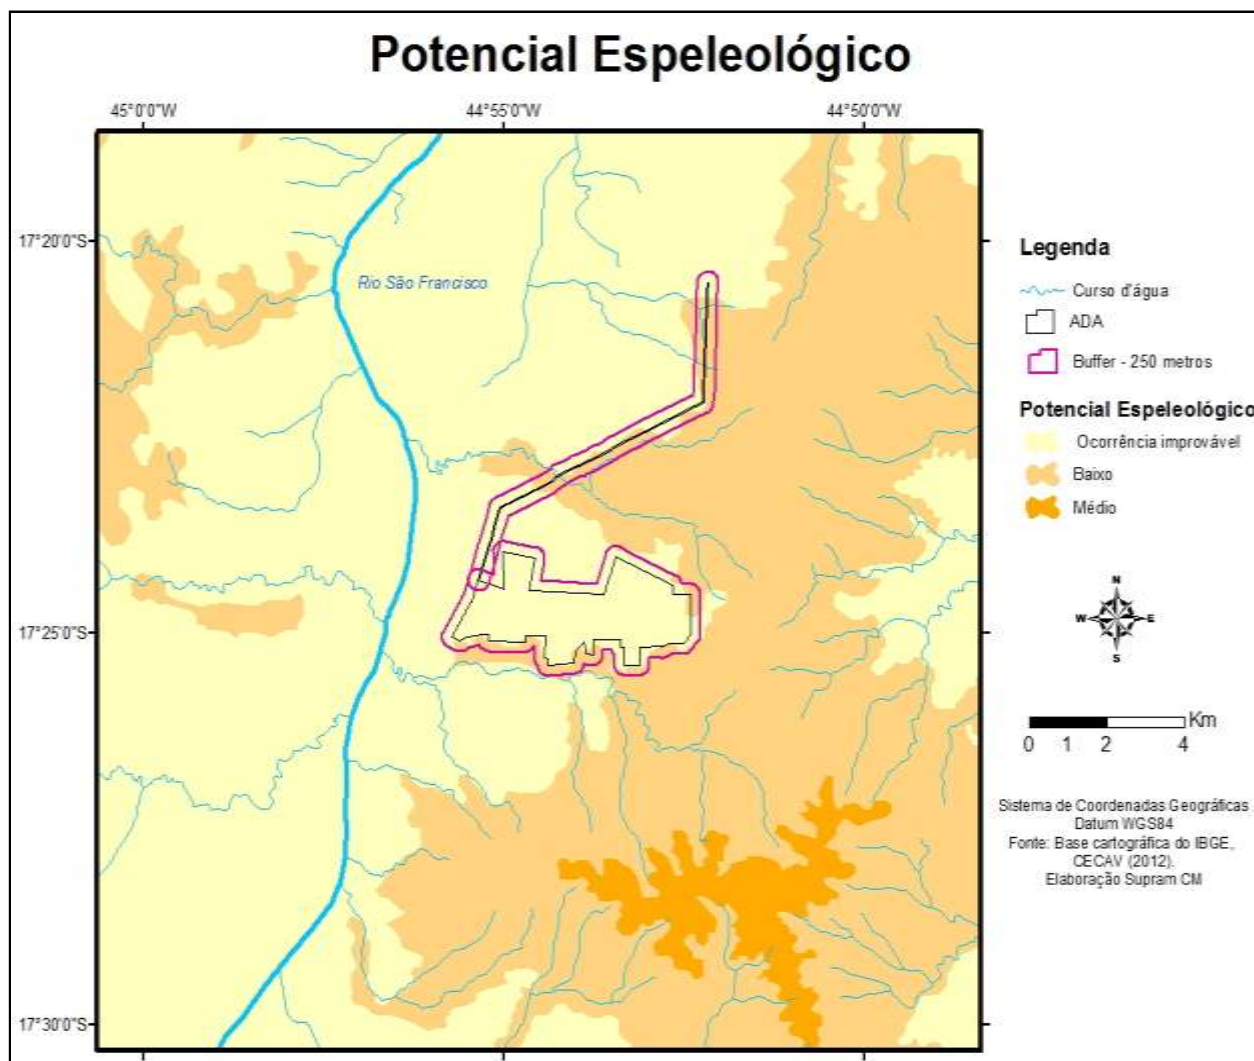 Potencial Espeleológico
45°0'0"W
44°55'0"W
44°50'0"W
17°20'0"S
17°25'0"S
17°30'0"S
Rio São Francisco
Legenda
Curso d'água
ADA
Buffer - 250 metros
Potencial Espeleológico
Ocorrência improvável
Baixo
Médio
N
W
E
S
Km
0 1 2 4
Sistema de Coordenadas Geográficas
Datum WGS84
Fonte: Base cartográfica do IBGE,
CECAV (2012).
Elaboração Supram CM